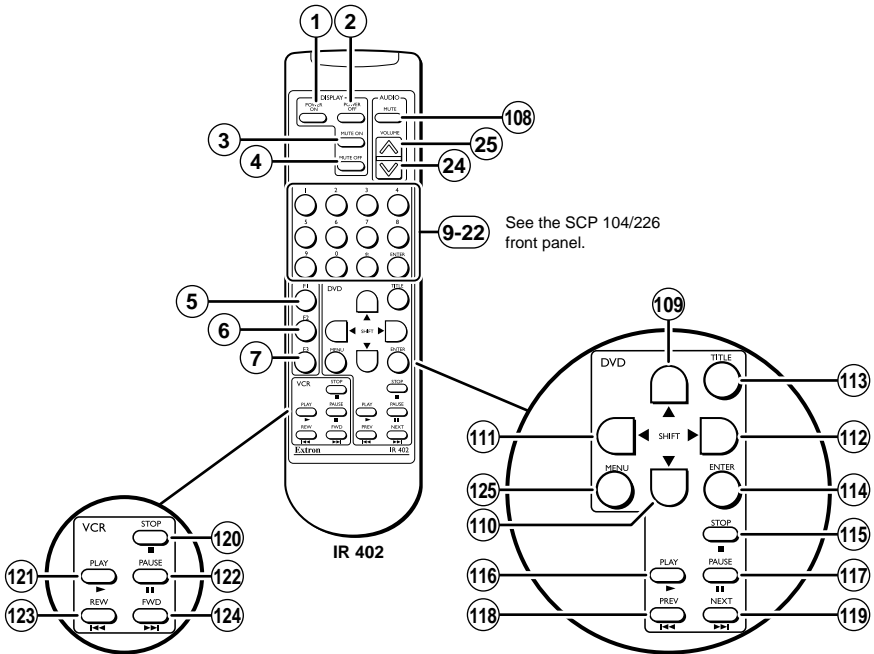 1 2
DISPLAY AUDIO
POWER ON POWER OFF MUTE
108
3 MUTE ON VOLUME 25
4 MUTE OFF 24
1 2 3 4
5 6 7 8
9-22 See the SCP 104/226
front panel.
9 0 ENTER
5 F1 DVD TITLE
6 F2 SHIFT
7 F3 MENU ENTER
VCR STOP STOP
PLAY PAUSE PLAY PAUSE
REW FWD PREV NEXT
Extron IR 402
IR 402
VCR STOP 120
121 PLAY PAUSE 122
123 REW FWD 124
109
DVD TITLE 113
111 SHIFT 112
125 MENU ENTER 114
110
STOP 115
116 PLAY PAUSE 117
118 PREV NEXT 119